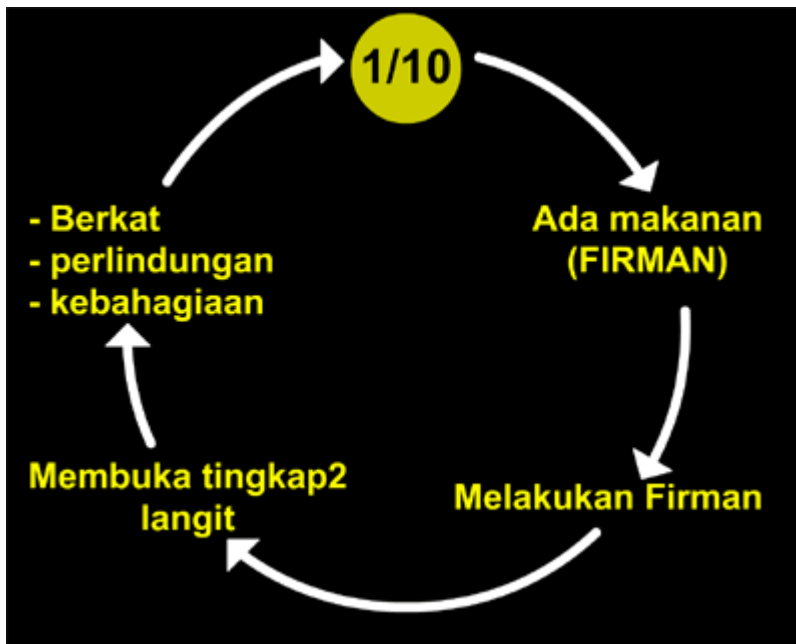 1/10
Ada makanan
(FIRMAN)
Melakukan Firman
Membuka tingkap2
langit
- Berkat
- perlindungan
- kebahagiaan